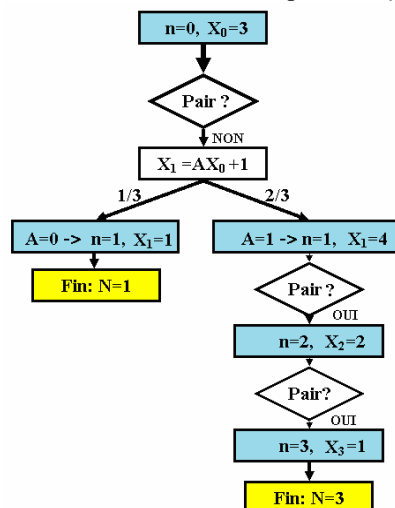 n=0, X₀=3
Pair ?
NON
X₁ =AX₀ +1
1/3
2/3
A=0 -> n=1, X₁=1
A=1 -> n=1, X₁=4
Fin: N=1
Pair ?
OUI
n=2, X₂=2
Pair?
OUI
n=3, X₃=1
Fin: N=3